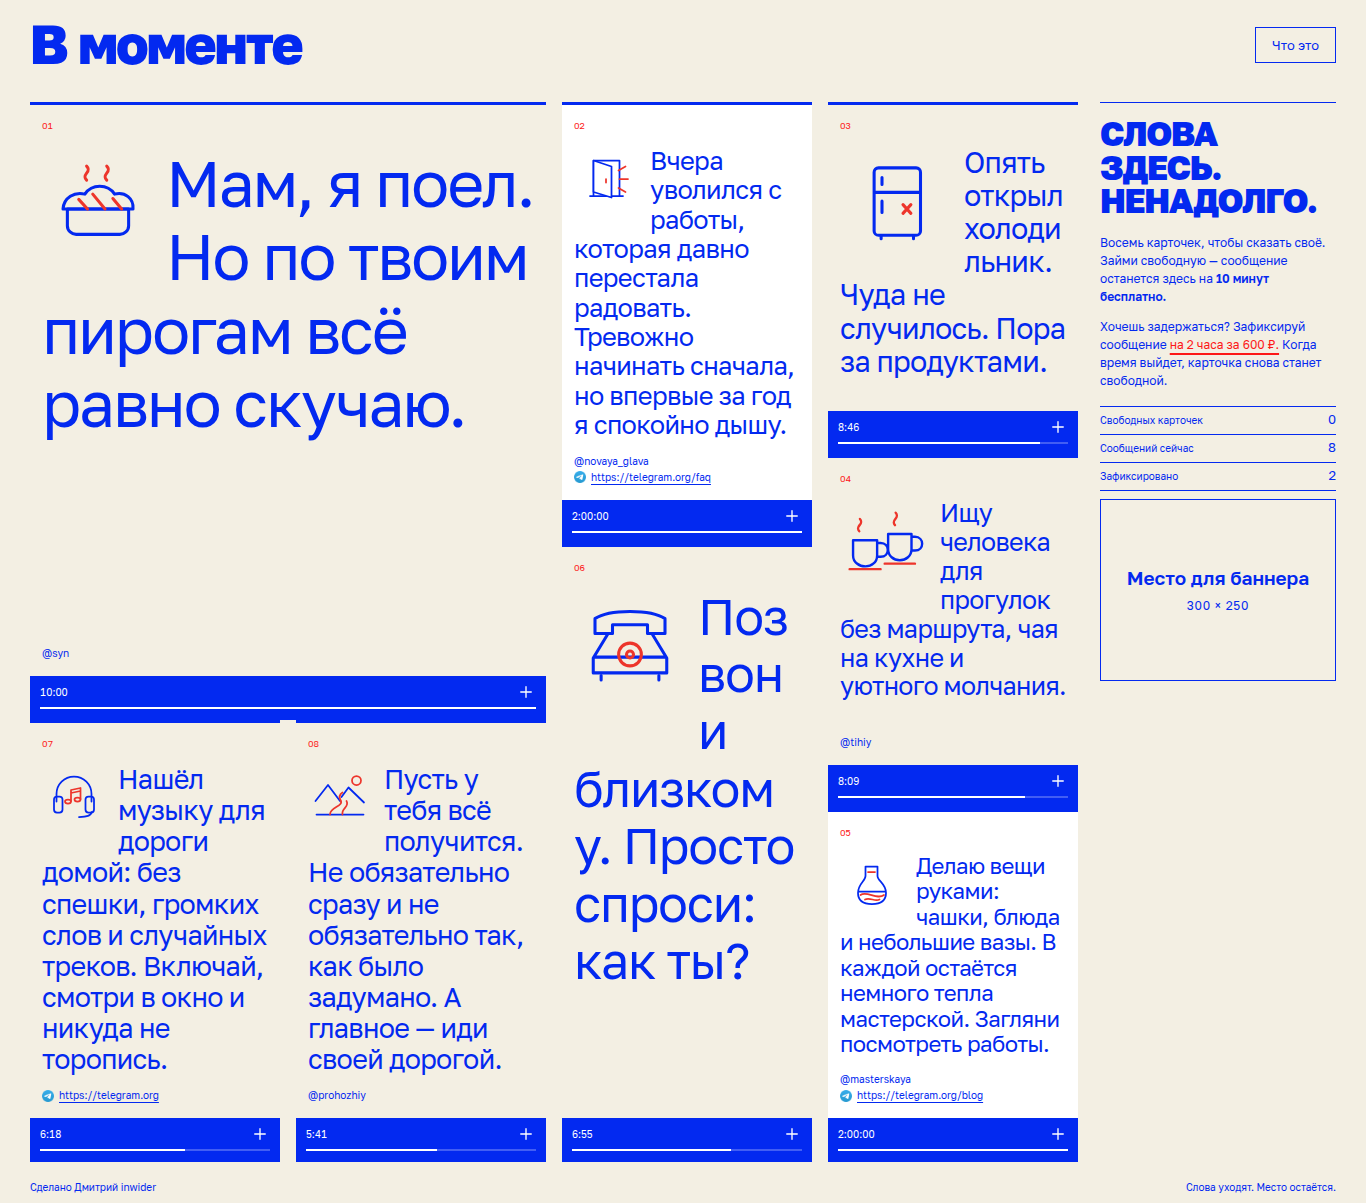 В моменте
Что это
01
Мам, я поел.
Но по твоим
пирогам всё
равно скучаю.
@syn
10:00
02
Вчера
уволился с
работы,
которая давно
перестала
радовать.
Тревожно
начинать сначала,
но впервые за год
я спокойно дышу.
@novaya_glava
https://telegram.org/faq
2:00:00
03
Опять
открыл
холоди
льник.
Чуда не
случилось. Пора
за продуктами.
8:46
04
Ищу
человека
для
прогулок
без маршрута, чая
на кухне и
уютного молчания.
@tihiy
8:09
05
Делаю вещи
руками:
чашки, блюда
и небольшие вазы. В
каждой остаётся
немного тепла
мастерской. Загляни
посмотреть работы.
@masterskaya
https://telegram.org/blog
2:00:00
06
Поз
вон
и
близком
у. Просто
спроси:
как ты?
6:55
07
Нашёл
музыку для
дороги
домой: без
спешки, громких
слов и случайных
треков. Включай,
смотри в окно и
никуда не
торопись.
https://telegram.org
6:18
08
Пусть у
тебя всё
получится.
Не обязательно
сразу и не
обязательно так,
как было
задумано. А
главное — иди
своей дорогой.
@prohozhiy
5:41
СЛОВА
ЗДЕСЬ.
НЕНАДОЛГО.
Восемь карточек, чтобы сказать своё.
Займи свободную — сообщение
останется здесь на 10 минут
бесплатно.
Хочешь задержаться? Зафиксируй
сообщение на 2 часа за 600 ₽. Когда
время выйдет, карточка снова станет
свободной.
Свободных карточек 0
Сообщений сейчас 8
Зафиксировано 2
Место для баннера
300 × 250
Сделано Дмитрий inwider
Слова уходят. Место остаётся.